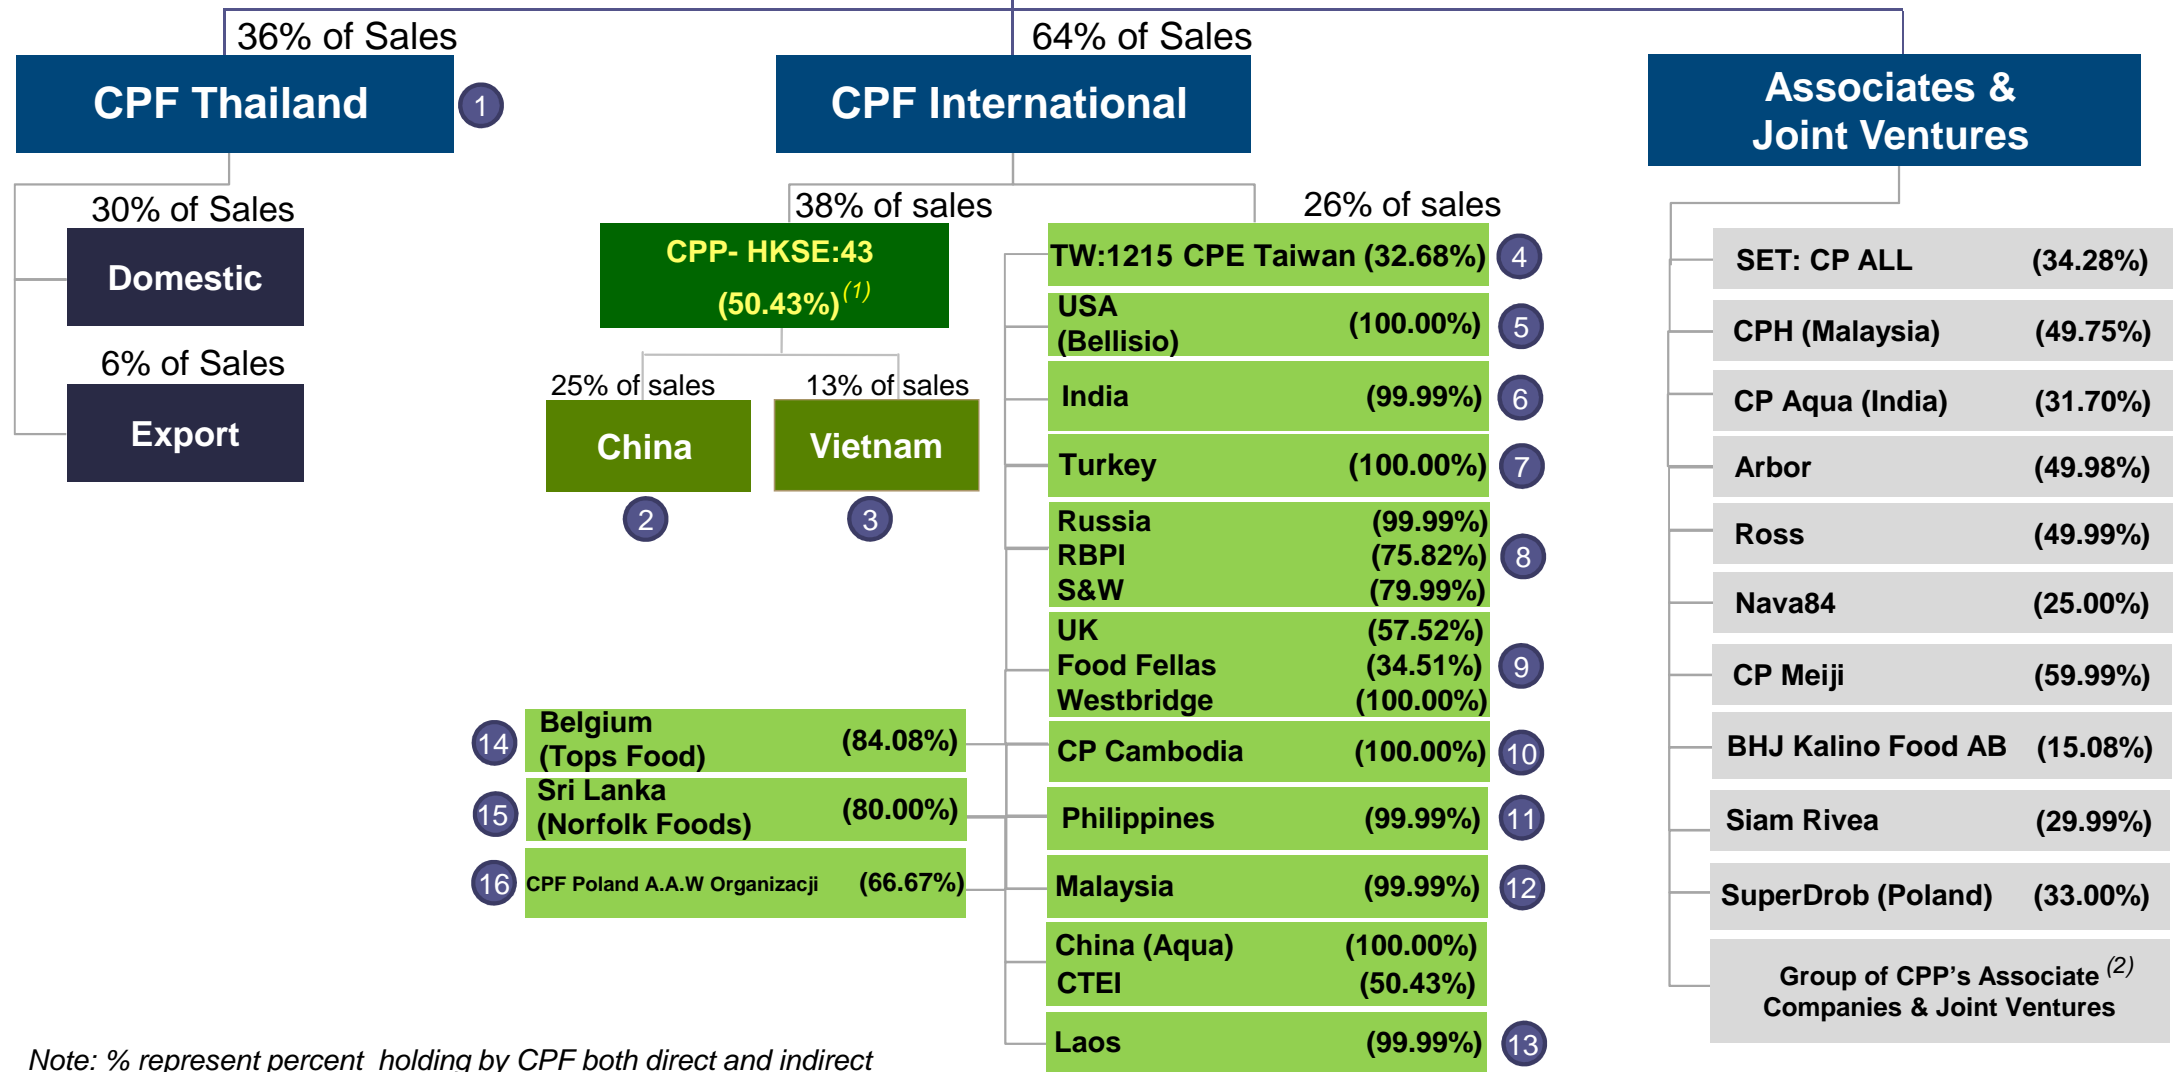 36% of Sales
64% of Sales
CPF Thailand
1
CPF International
Associates &
Joint Ventures
30% of Sales
Domestic
6% of Sales
Export
38% of sales
26% of sales
CPP- HKSE:43
(50.43%)(1)
25% of sales
13% of sales
China
Vietnam
2
3
TW:1215 CPE Taiwan (32.68%)
4
USA
(Bellisio)
(100.00%)
5
India
(99.99%)
6
Turkey
(100.00%)
7
Russia
(99.99%)
RBPI
(75.82%)
S&W
(79.99%)
8
UK
(57.52%)
Food Fellas
(34.51%)
Westbridge
(100.00%)
9
CP Cambodia
(100.00%)
10
Philippines
(99.99%)
11
Malaysia
(99.99%)
12
China (Aqua)
(100.00%)
CTEI
(50.43%)
Laos
(99.99%)
13
14
Belgium
(Tops Food)
(84.08%)
15
Sri Lanka
(Norfolk Foods)
(80.00%)
16
CPF Poland A.A.W Organizacji
(66.67%)
SET: CP ALL
(34.28%)
CPH (Malaysia)
(49.75%)
CP Aqua (India)
(31.70%)
Arbor
(49.98%)
Ross
(49.99%)
Nava84
(25.00%)
CP Meiji
(59.99%)
BHJ Kalino Food AB
(15.08%)
Siam Rivea
(29.99%)
SuperDrob (Poland)
(33.00%)
Group of CPP's Associate (2)
Companies & Joint Ventures
Note: % represent percent holding by CPF both direct and indirect